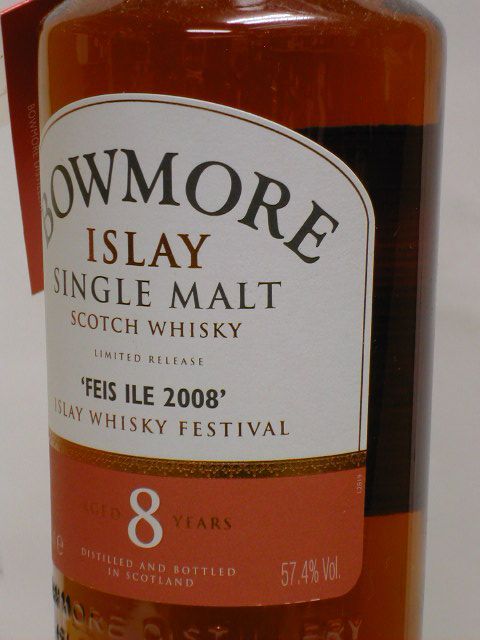 BOWMORE
ISLAY
SINGLE MALT
SCOTCH WHISKY
LIMITED RELEASE
'FEIS ILE 2008'
ISLAY WHISKY FESTIVAL
AGED 8 YEARS
DISTILLED AND BOTTLED
IN SCOTLAND
57.4% Vol.
e
BOWMORE